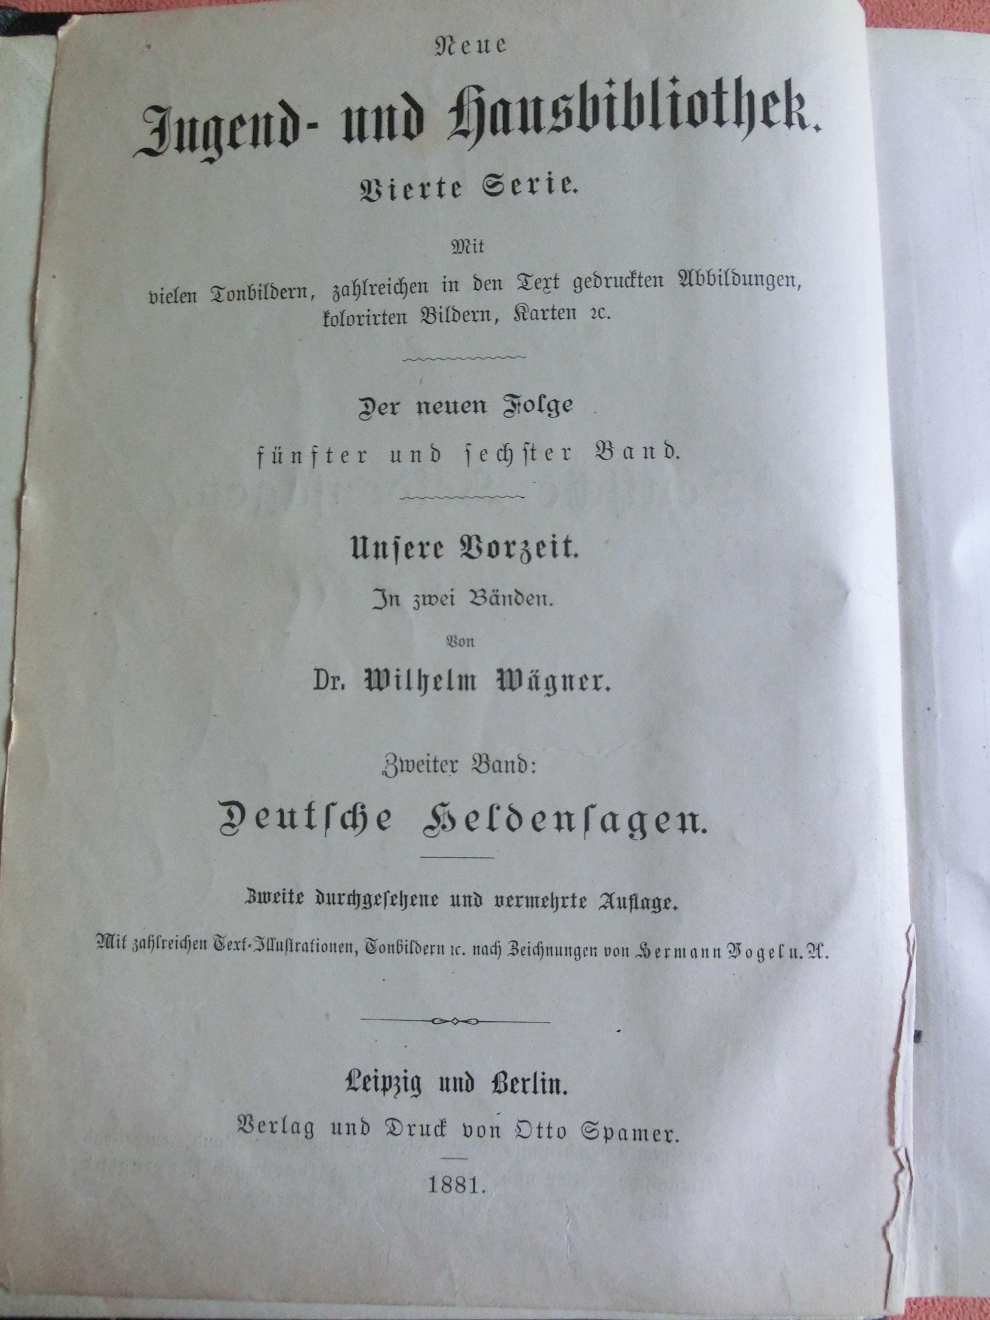 Neue
Jugend- und Hausbibliothek.
Vierte Serie.
Mit
vielen Tonbildern, zahlreichen in den Text gedruckten Abbildungen,
kolorirten Bildern, Karten ꝛc.
Der neuen Folge
fünfter und sechster Band.
Unsere Vorzeit.
In zwei Bänden.
Von
Dr. Wilhelm Wägner.
Zweiter Band:
Deutsche Heldensagen.
Zweite durchgesehene und vermehrte Auflage.
Mit zahlreichen Text-Illustrationen, Tonbildern ꝛc. nach Zeichnungen von Hermann Vogel u. A.
Leipzig und Berlin.
Verlag und Druck von Otto Spamer.
1881.